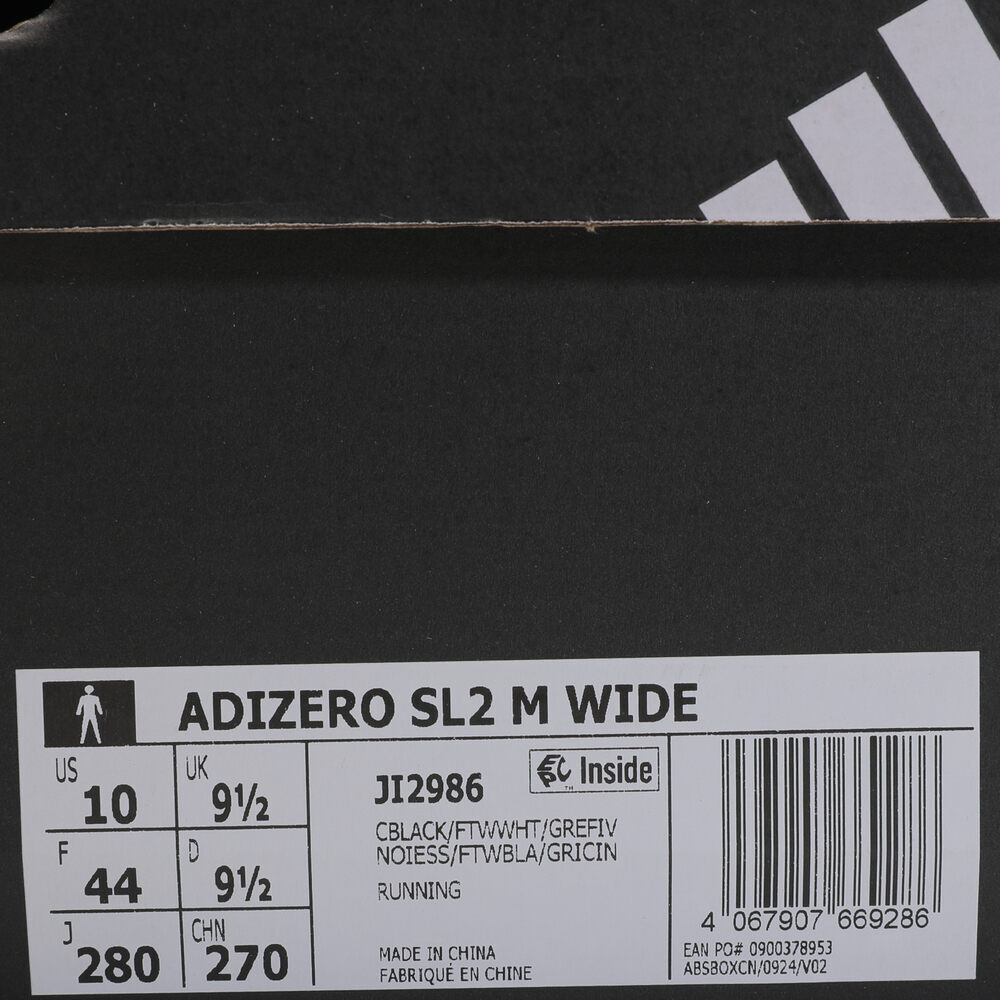 ADIZERO SL2 M WIDE
US 10
UK 9½
F 44
D 9½
J 280
CHN 270
JI2986
EPC Inside
TM
CBLACK/FTWWHT/GREFIV
NOIESS/FTWBLA/GRICIN
RUNNING
MADE IN CHINA
FABRIQUÉ EN CHINE
4 067907 669286
EAN PO# 0900378953
ABSBOXCN/0924/V02